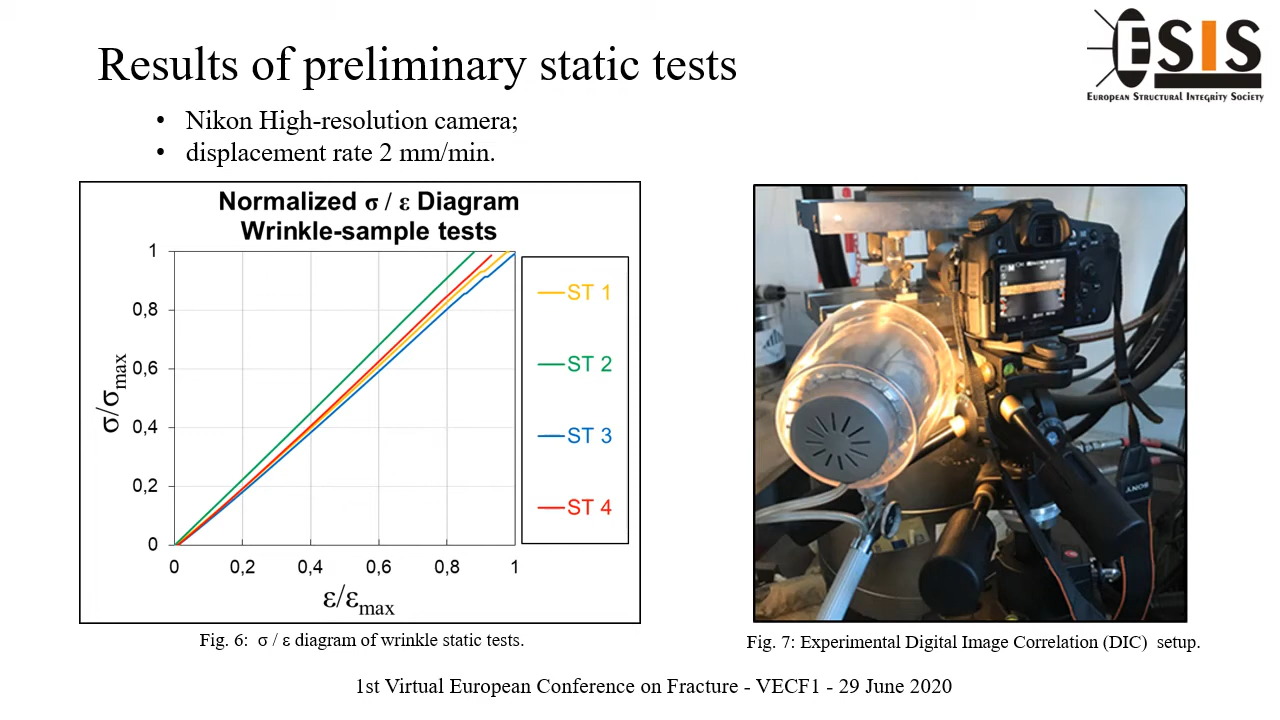 Results of preliminary static tests
ESIS
European Structural Integrity Society
• Nikon High-resolution camera;
• displacement rate 2 mm/min.
Normalized σ / ε Diagram
Wrinkle-sample tests
σ/σmax
1
0,8
0,6
0,4
0,2
0
0 0,2 0,4 0,6 0,8 1
ε/εmax
ST 1
ST 2
ST 3
ST 4
SONY
Fig. 6: σ / ε diagram of wrinkle static tests.
Fig. 7: Experimental Digital Image Correlation (DIC) setup.
1st Virtual European Conference on Fracture - VECF1 - 29 June 2020